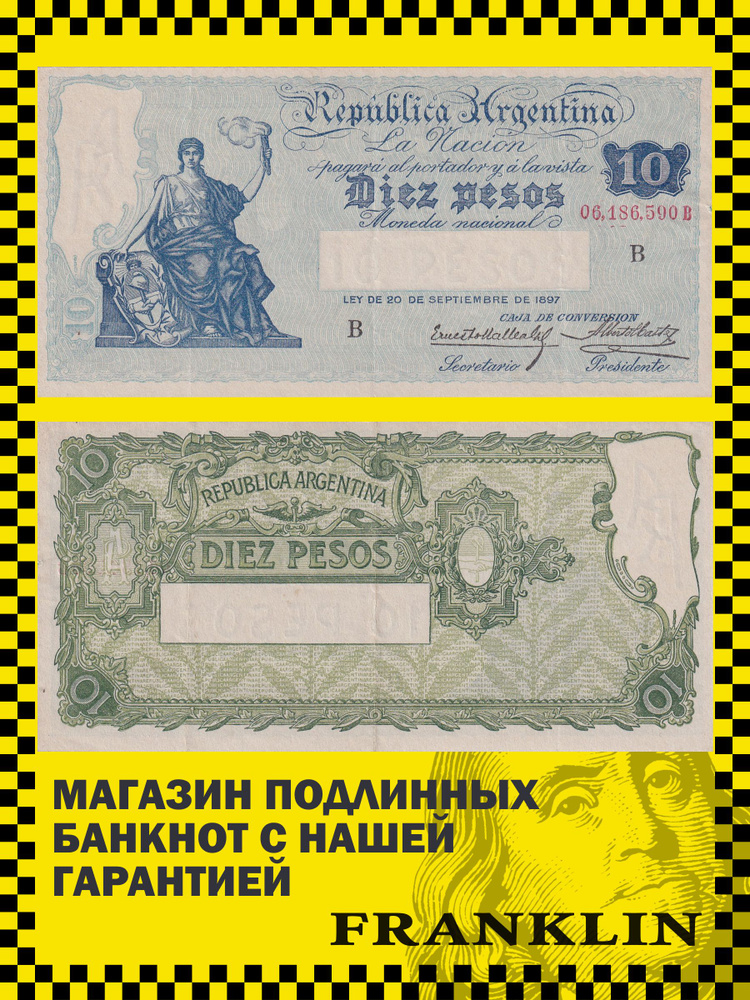 República Argentina
La Nación
pagará al portador y á la vista
10
Diez pesos
06,186,590 B
Moneda nacional
B
LEY DE 20 DE SEPTIEMBRE DE 1897
CAJA DE CONVERSION
B
Secretario Presidente
10
10
REPUBLICA ARGENTINA
DIEZ PESOS
10
10
МАГАЗИН ПОДЛИННЫХ
БАНКНОТ С НАШЕЙ
ГАРАНТИЕЙ
FRANKLIN